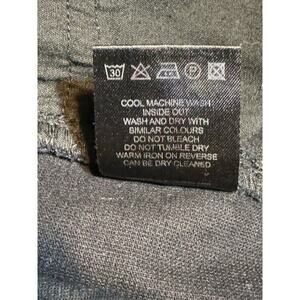 30
COOL MACHINE WASH
INSIDE OUT
WASH AND DRY WITH
SIMILAR COLOURS
DO NOT BLEACH
DO NOT TUMBLE DRY
WARM IRON ON REVERSE
CAN BE DRY CLEANED